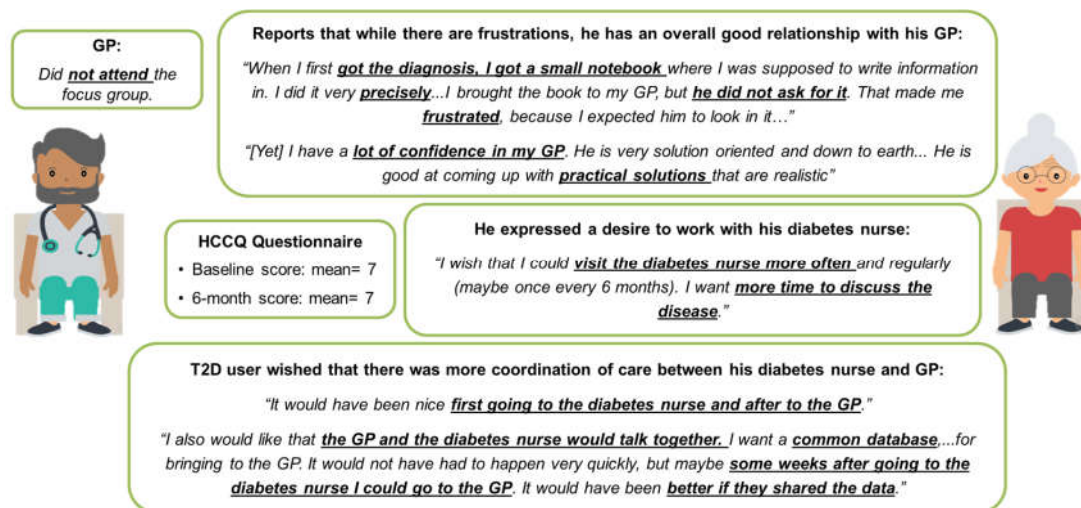 GP:
Did not attend the
focus group.
Reports that while there are frustrations, he has an overall good relationship with his GP:
“When I first got the diagnosis, I got a small notebook where I was supposed to write information
in. I did it very precisely...I brought the book to my GP, but he did not ask for it. That made me
frustrated, because I expected him to look in it…”
“[Yet] I have a lot of confidence in my GP. He is very solution oriented and down to earth... He is
good at coming up with practical solutions that are realistic”
HCCQ Questionnaire
• Baseline score: mean= 7
• 6-month score: mean= 7
He expressed a desire to work with his diabetes nurse:
“I wish that I could visit the diabetes nurse more often and regularly
(maybe once every 6 months). I want more time to discuss the
disease.”
T2D user wished that there was more coordination of care between his diabetes nurse and GP:
“It would have been nice first going to the diabetes nurse and after to the GP.”
“I also would like that the GP and the diabetes nurse would talk together. I want a common database,...for
bringing to the GP. It would not have had to happen very quickly, but maybe some weeks after going to the
diabetes nurse I could go to the GP. It would have been better if they shared the data.”